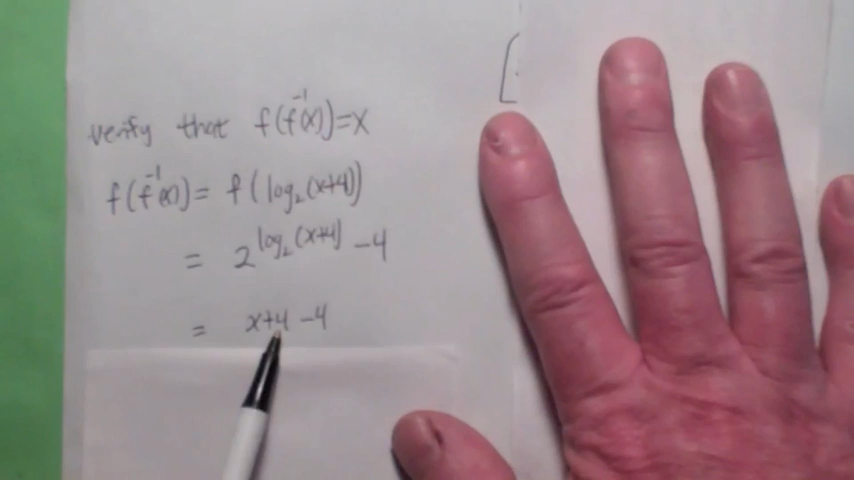 verify that f(f⁻¹(x))=x
f(f⁻¹(x)) = f(log₂(x+4))
= 2^(log₂(x+4)) - 4
= x+4 - 4